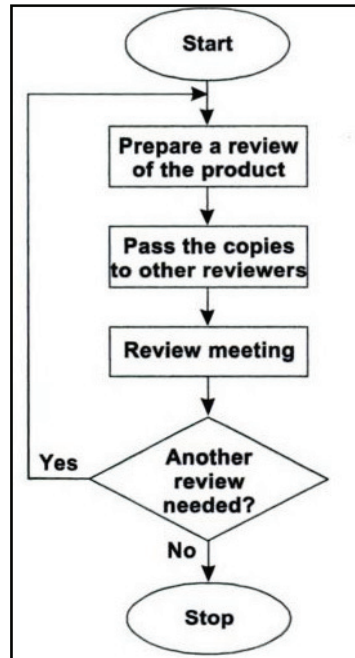 Start
Prepare a review
of the product
Pass the copies
to other reviewers
Review meeting
Another
review
needed?
Yes
No
Stop